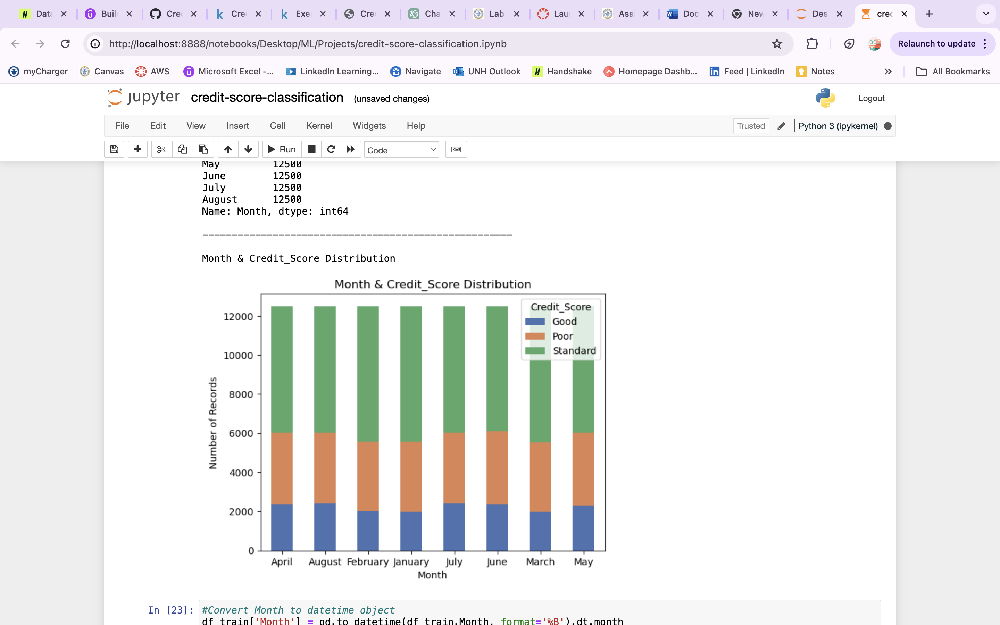 Data Buil Cre Cre Exe Cre Cha Lab Lau Ass Doc New Des cre
http://localhost:8888/notebooks/Desktop/ML/Projects/credit-score-classification.ipynb Relaunch to update
myCharger Canvas AWS Microsoft Excel -... LinkedIn Learning... Navigate UNH Outlook Handshake Homepage Dashb... Feed | LinkedIn Notes » All Bookmarks
jupyter credit-score-classification (unsaved changes) Logout
File Edit View Insert Cell Kernel Widgets Help Trusted Python 3 (ipykernel)
Run Code
May 12500
June 12500
July 12500
August 12500
Name: Month, dtype: int64
-----------------------------------------------------
Month & Credit_Score Distribution
Month & Credit_Score Distribution
Credit_Score
Good
Poor
Standard
12000
10000
8000
6000
4000
2000
0
Number of Records
April August February January July June March May
Month
In [23]: #Convert Month to datetime object
df_train['Month'] = pd.to_datetime(df_train.Month, format='%B').dt.month